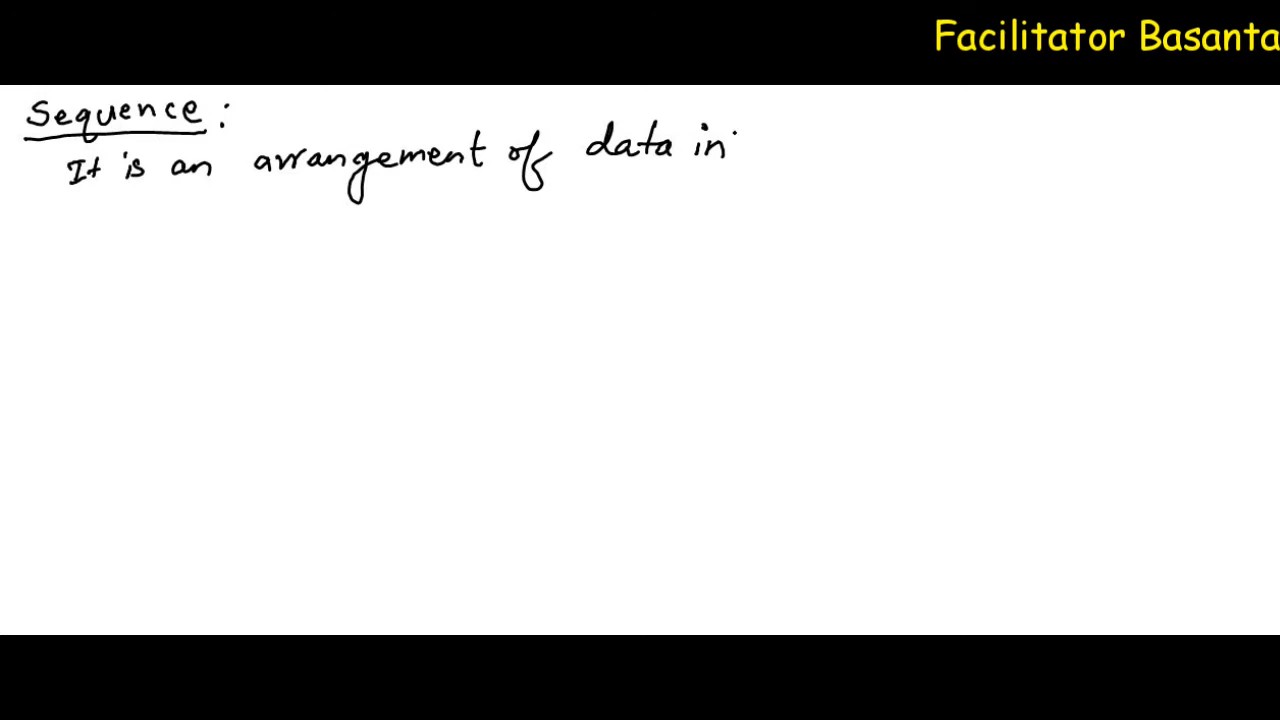 Facilitator Basanta
Sequence:
It is an arrangement of data in